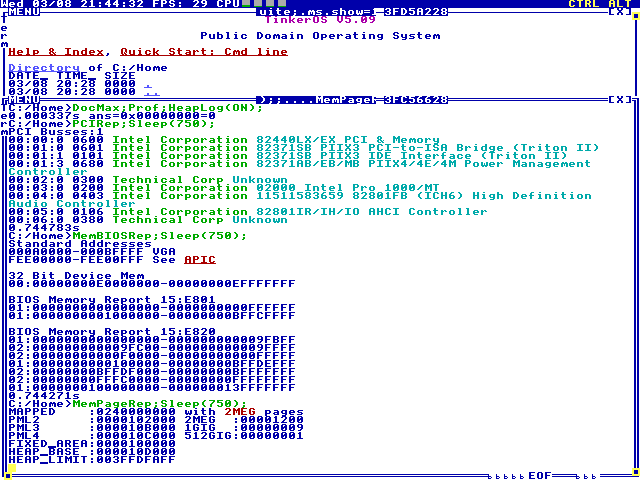 Wed 03/08 21:44:32 FPS: 29 CPU CTRL ALT
MENU uite;.ms.show=1 3FD5A228 [X]
TinkerOS V5.09
Public Domain Operating System
Help & Index, Quick Start: Cmd line
Directory of C:/Home
DATE_ TIME_ SIZE
03/08 20:28 0000 .
03/08 20:28 0000 ..
Term
MENU );;....MemPageR 3FC56628 [X]
C:/Home>DocMax;Prof;HeapLog(ON);
0.000337s ans=0x00000000=0
C:/Home>PCIRep;Sleep(750);
PCI Busses:1
00:00:0 0600 Intel Corporation 82440LX/EX PCI & Memory
00:01:0 0601 Intel Corporation 82371SB PIIX3 PCI-to-ISA Bridge (Triton II)
00:01:1 0101 Intel Corporation 82371SB PIIX3 IDE Interface (Triton II)
00:01:3 0680 Intel Corporation 82371AB/EB/MB PIIX4/4E/4M Power Management
Controller
00:02:0 0300 Technical Corp Unknown
00:03:0 0200 Intel Corporation 02000 Intel Pro 1000/MT
00:04:0 0403 Intel Corporation 11511583659 82801FB (ICH6) High Definition
Audio Controller
00:05:0 0106 Intel Corporation 82801IR/IH/IO AHCI Controller
00:06:0 0380 Technical Corp Unknown
0.744783s
C:/Home>MemBIOSRep;Sleep(750);
Standard Addresses
000A0000-000BFFFF VGA
FEE00000-FEE00FFF See APIC
32 Bit Device Mem
00:00000000E0000000-00000000EFFFFFFF
BIOS Memory Report 15:E801
01:0000000000000000-0000000000FFFFFF
01:0000000001000000-00000000BFFCFFFF
BIOS Memory Report 15:E820
01:0000000000000000-000000000009FBFF
02:000000000009FC00-000000000009FFFF
02:00000000000F0000-00000000000FFFFF
01:0000000000100000-00000000BFFDFFFF
02:00000000BFFDF000-00000000BFFFFFFF
02:00000000FFFC0000-00000000FFFFFFFF
01:0000000100000000-000000013FFFFFFF
0.744271s
C:/Home>MemPageRep;Sleep(750);
MAPPED :0240000000 with 2MEG pages
PML2 :0000102000 2MEG :00001200
PML3 :000010B000 1GIG :00000009
PML4 :000010C000 512GIG:00000001
FIXED_AREA:0000100000
HEAP_BASE :000010D000
HEAP_LIMIT:003FFDFAFF
EOF